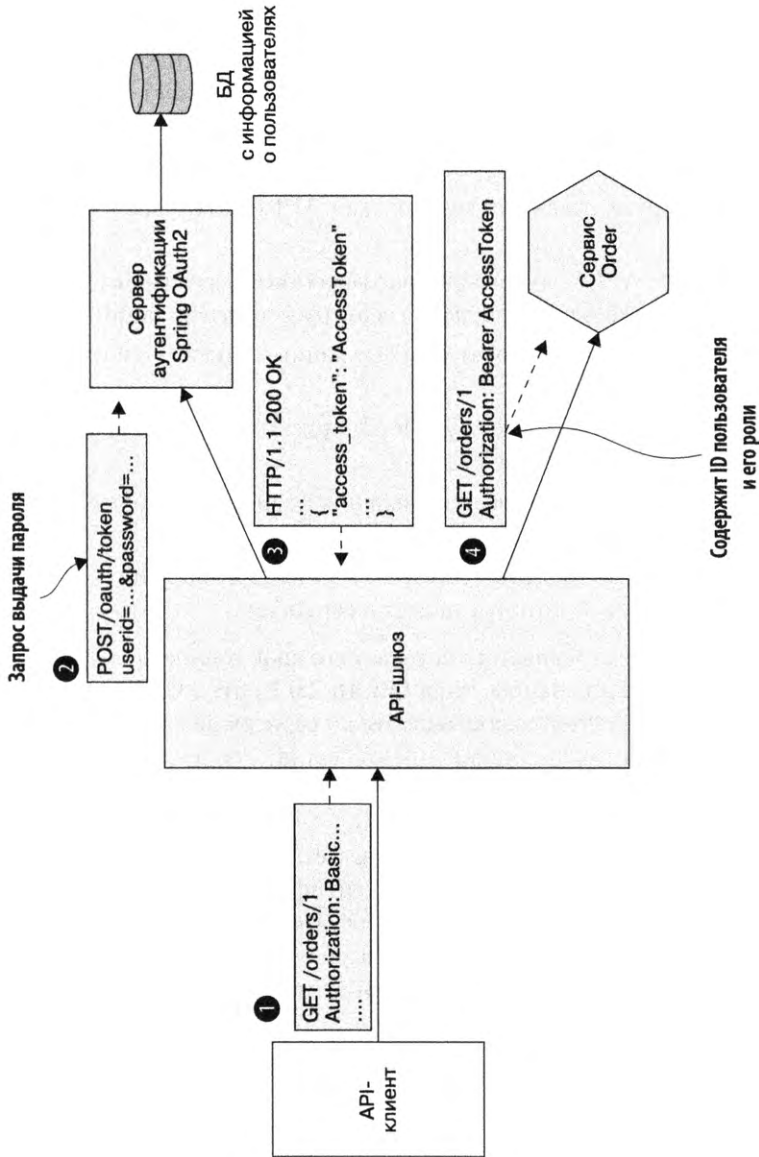 Запрос выдачи пароля
2
POST/oauth/token
userid=...&password=...
Сервер
аутентификации
Spring OAuth2
БД
с информацией
о пользователях
1
GET /orders/1
Authorization: Basic...
....
API-
клиент
API-шлюз
3
HTTP/1.1 200 OK
...
{
"access_token": "AccessToken"
...
}
4
GET /orders/1
Authorization: Bearer AccessToken
Сервис
Order
Содержит ID пользователя
и его роли